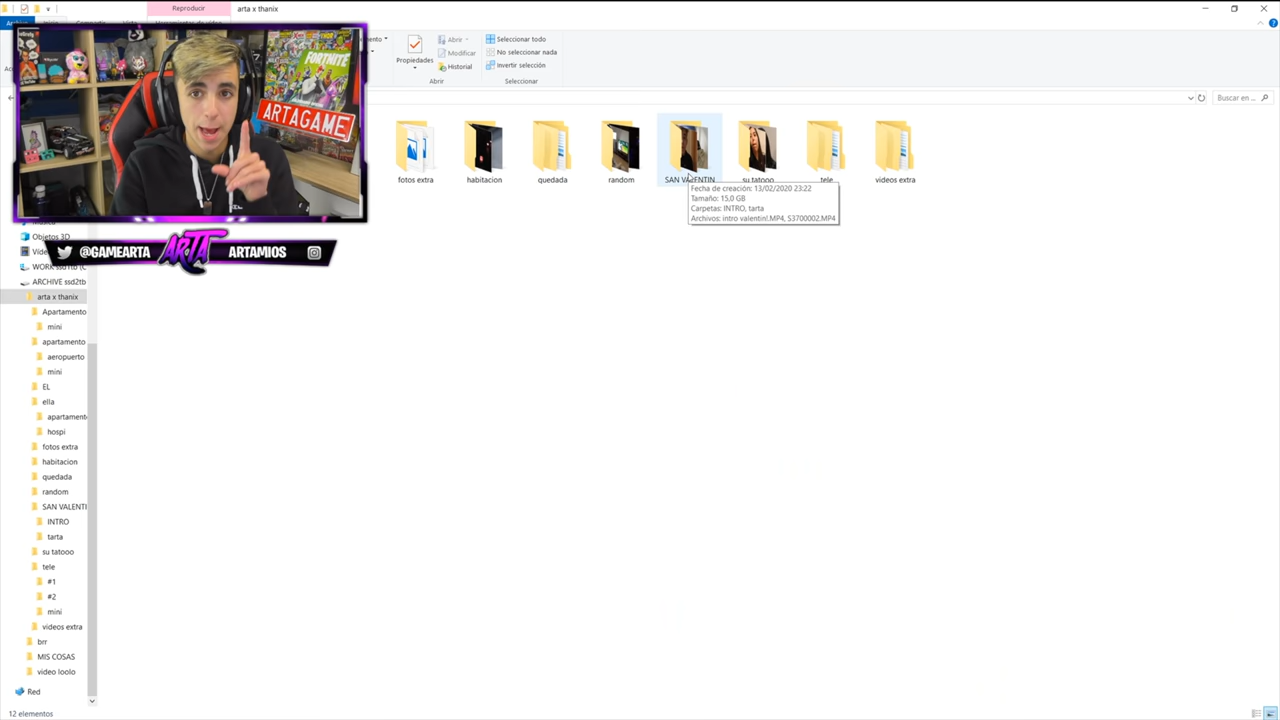 Reproducir
arta x thanix
Propiedades
Abrir
Modificar
Historial
Abrir
Seleccionar todo
No seleccionar nada
Invertir selección
Seleccionar
Buscar en ...
FORTNITE
ARTAGAME
@GAMEARTA
ARTA
ARTAMIOS
fotos extra
habitacion
quedada
random
SAN VALENTIN
su tatooo
tele
videos extra
Fecha de creación: 13/02/2020 23:22
Tamaño: 15,0 GB
Carpetas: INTRO, tarta
Archivos: intro valentin!.MP4, S3700002.MP4
Objetos 3D
ARCHIVE ssd2tb
arta x thanix
Apartamento
mini
apartamento
aeropuerto
mini
EL
ella
apartament
hospi
fotos extra
habitacion
quedada
random
SAN VALENTI
INTRO
tarta
su tatooo
tele
#1
#2
mini
videos extra
brr
MIS COSAS
video loolo
Red
12 elementos